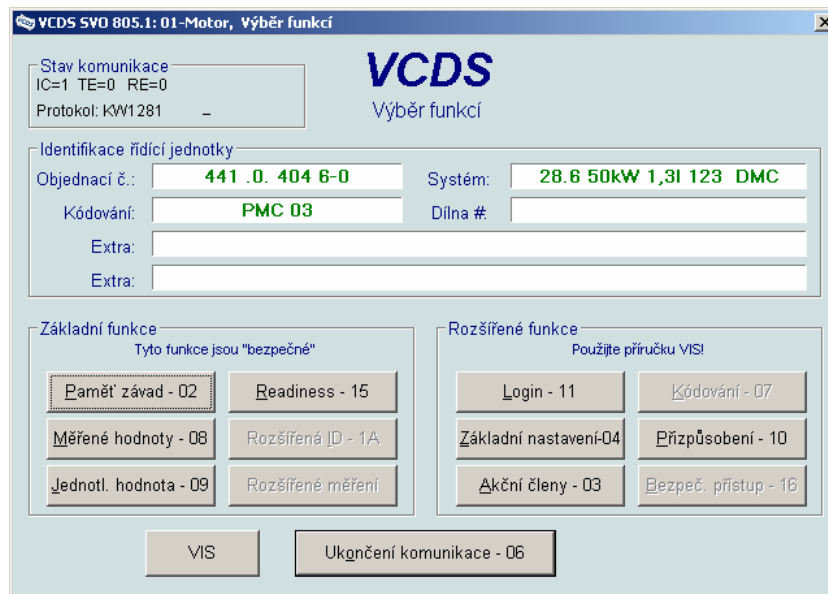 VCDS SVO 805.1: 01-Motor, Výběr funkcí
Stav komunikace
IC=1 TE=0 RE=0
Protokol: KW1281 –
VCDS
Výběr funkcí
Identifikace řídící jednotky
Objednací č.: 441 .0. 404 6-0 Systém: 28.6 50kW 1,3l 123 DMC
Kódování: PMC 03 Dílna #:
Extra:
Extra:
Základní funkce
Tyto funkce jsou "bezpečné"
Paměť závad - 02 Readiness - 15
Měřené hodnoty - 08 Rozšířená ID - 1A
Jednotl. hodnota - 09 Rozšířené měření
Rozšířené funkce
Použijte příručku VIS!
Login - 11 Kódování - 07
Základní nastavení-04 Přizpůsobení - 10
Akční členy - 03 Bezpeč. přístup - 16
VIS Ukončení komunikace - 06